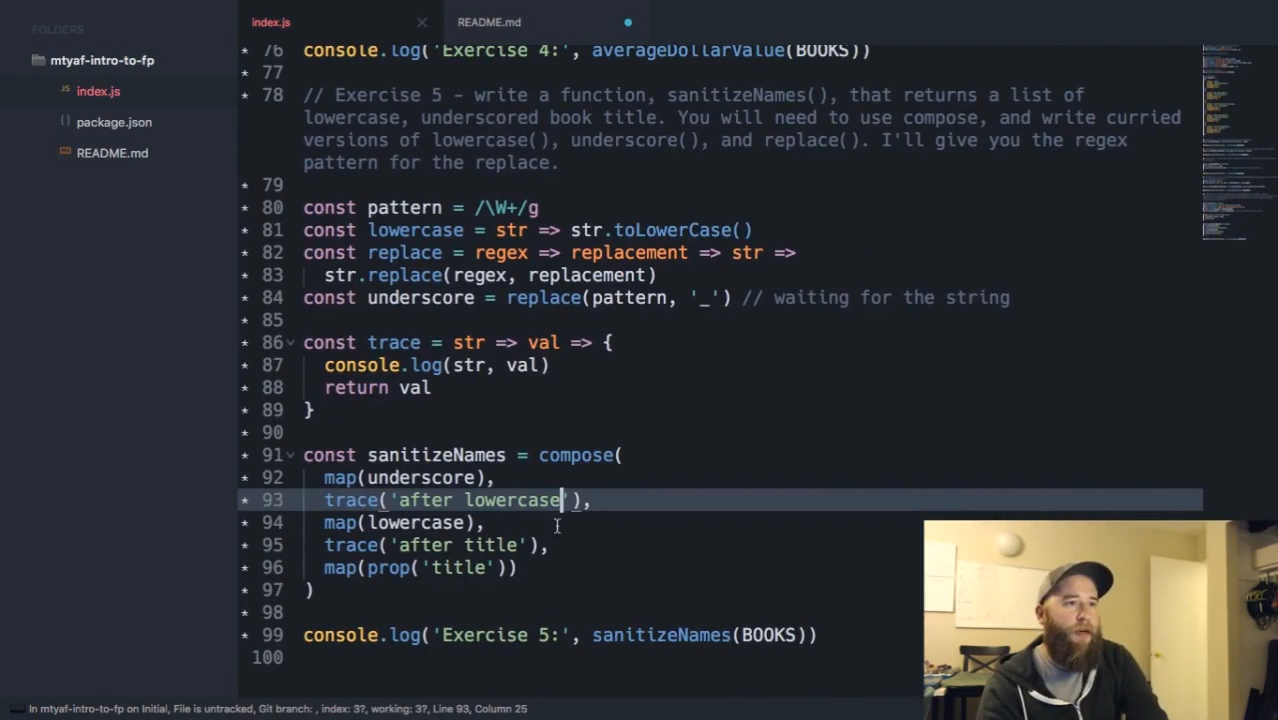 FOLDERS
mtyaf-intro-to-fp
JS index.js
package.json
README.md
index.js
README.md
* 76 console.log('Exercise 4:', averageDollarValue(BOOKS))
* 77
* 78 // Exercise 5 - write a function, sanitizeNames(), that returns a list of
lowercase, underscored book title. You will need to use compose, and write curried
versions of lowercase(), underscore(), and replace(). I'll give you the regex
pattern for the replace.
* 79
* 80 const pattern = /\W+/g
* 81 const lowercase = str => str.toLowerCase()
* 82 const replace = regex => replacement => str =>
* 83 str.replace(regex, replacement)
* 84 const underscore = replace(pattern, '_') // waiting for the string
* 85
* 86 const trace = str => val => {
* 87 console.log(str, val)
* 88 return val
* 89 }
* 90
* 91 const sanitizeNames = compose(
* 92 map(underscore),
* 93 trace('after lowercase'),
* 94 map(lowercase),
* 95 trace('after title'),
* 96 map(prop('title'))
* 97 )
* 98
* 99 console.log('Exercise 5:', sanitizeNames(BOOKS))
100
In mtyaf-intro-to-fp on Initial, File is untracked, Git branch: , index: 3?, working: 3?, Line 93, Column 25